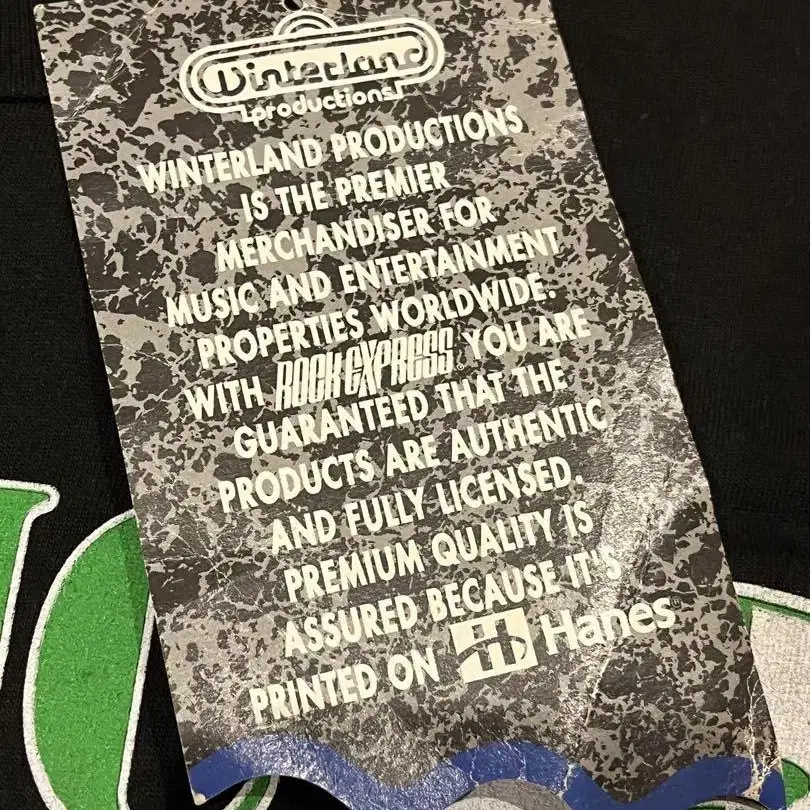 Winterland
productions
WINTERLAND PRODUCTIONS
IS THE PREMIER
MERCHANDISER FOR
MUSIC AND ENTERTAINMENT
PROPERTIES WORLDWIDE.
WITH ROCK EXPRESS® YOU ARE
GUARANTEED THAT THE
PRODUCTS ARE AUTHENTIC
AND FULLY LICENSED.
PREMIUM QUALITY IS
ASSURED BECAUSE IT'S
PRINTED ON H Hanes®